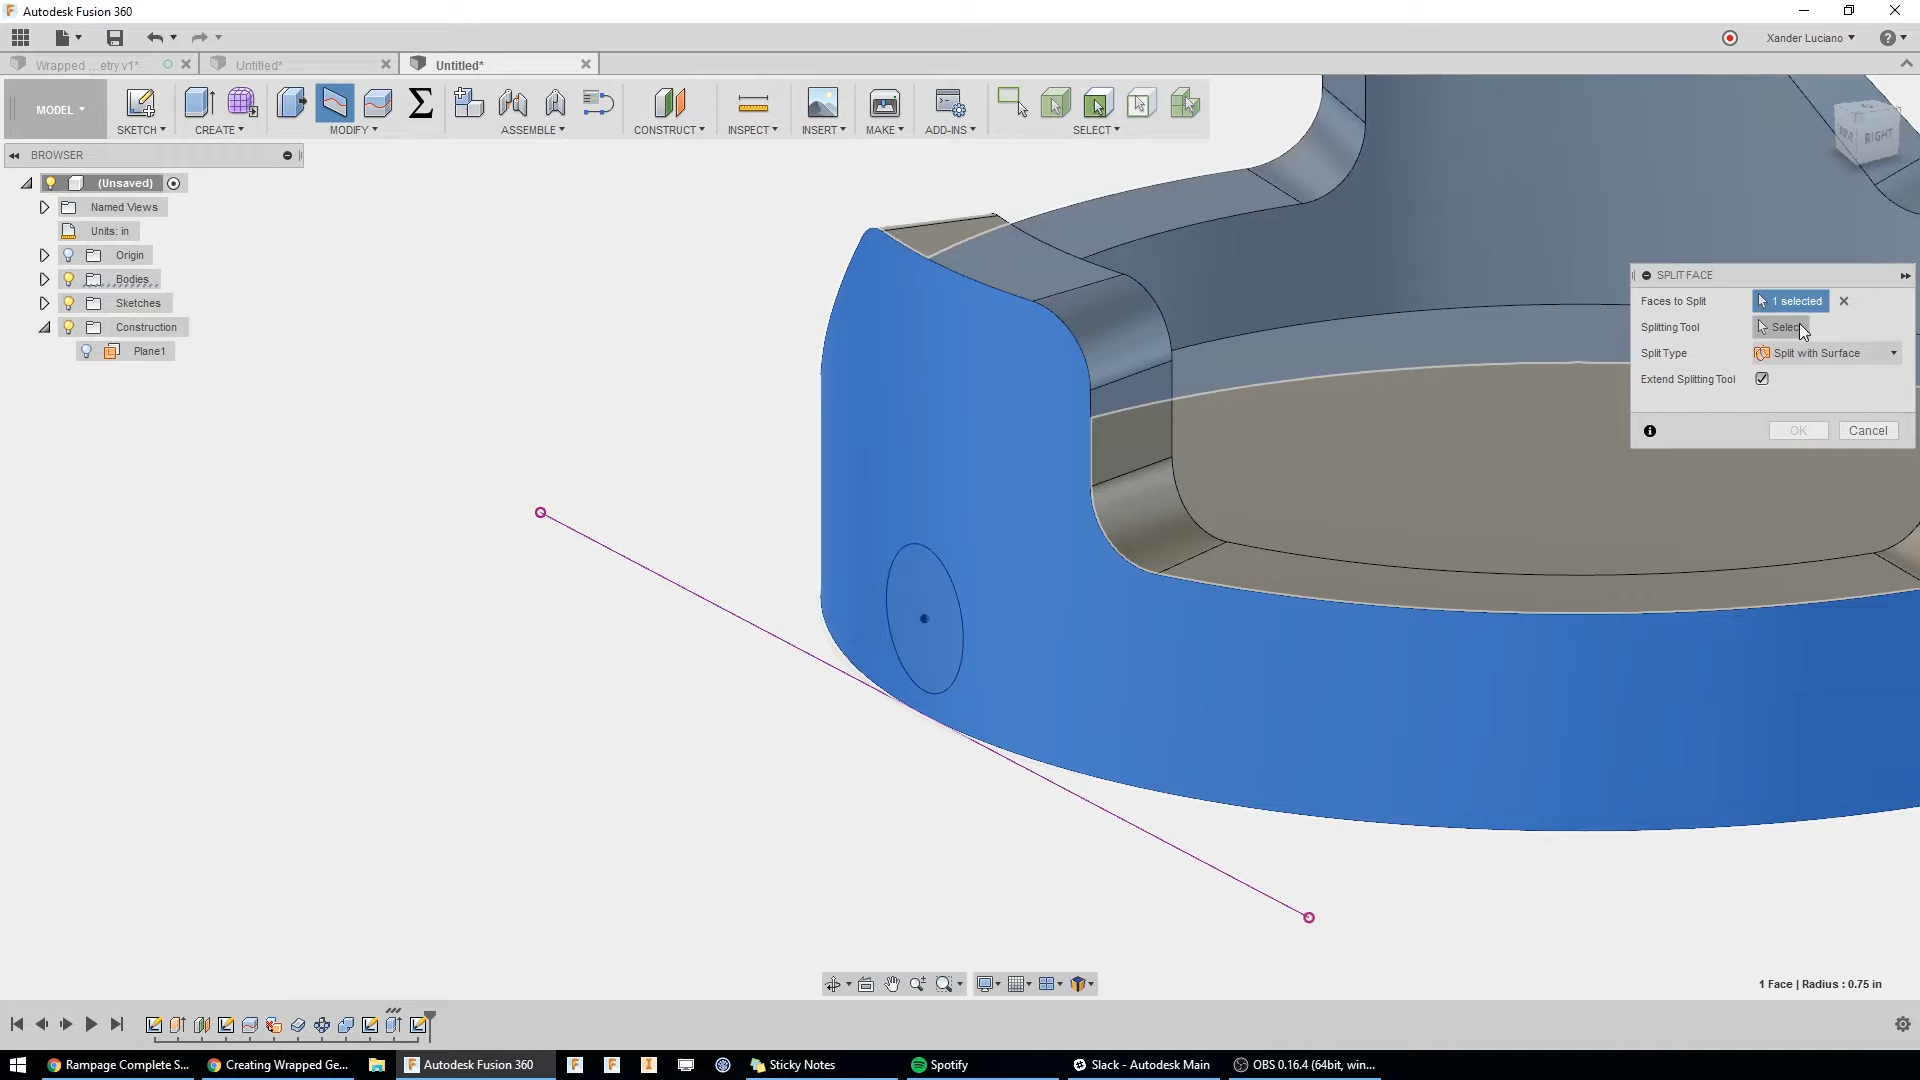 Autodesk Fusion 360
Xander Luciano
Wrapped ...etry v1*
Untitled*
Untitled*
MODEL
SKETCH
CREATE
MODIFY
ASSEMBLE
CONSTRUCT
INSPECT
INSERT
MAKE
ADD-INS
SELECT
BROWSER
(Unsaved)
Named Views
Units: in
Origin
Bodies
Sketches
Construction
Plane1
RIGHT
SPLIT FACE
Faces to Split
1 selected
Splitting Tool
Select
Split Type
Split with Surface
Extend Splitting Tool
OK
Cancel
1 Face | Radius : 0.75 in
Rampage Complete S...
Creating Wrapped Ge...
Autodesk Fusion 360
Sticky Notes
Spotify
Slack - Autodesk Main
OBS 0.16.4 (64bit, win...